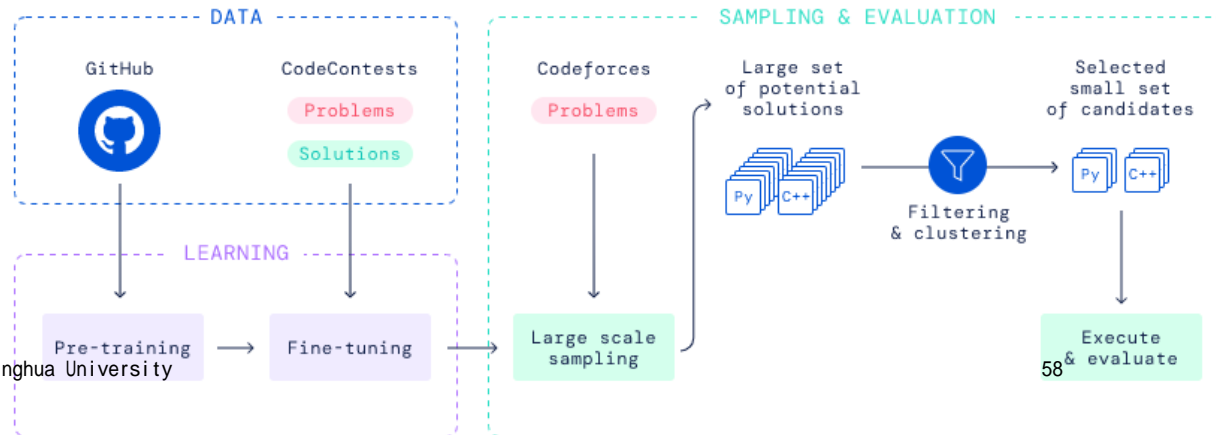 DATA
GitHub
CodeContests
Problems
Solutions
LEARNING
Pre-training
Fine-tuning
nghua University
SAMPLING & EVALUATION
Codeforces
Problems
Large scale
sampling
Large set
of potential
solutions
Py
C++
Filtering
& clustering
Selected
small set
of candidates
Py
C++
Execute
& evaluate
58